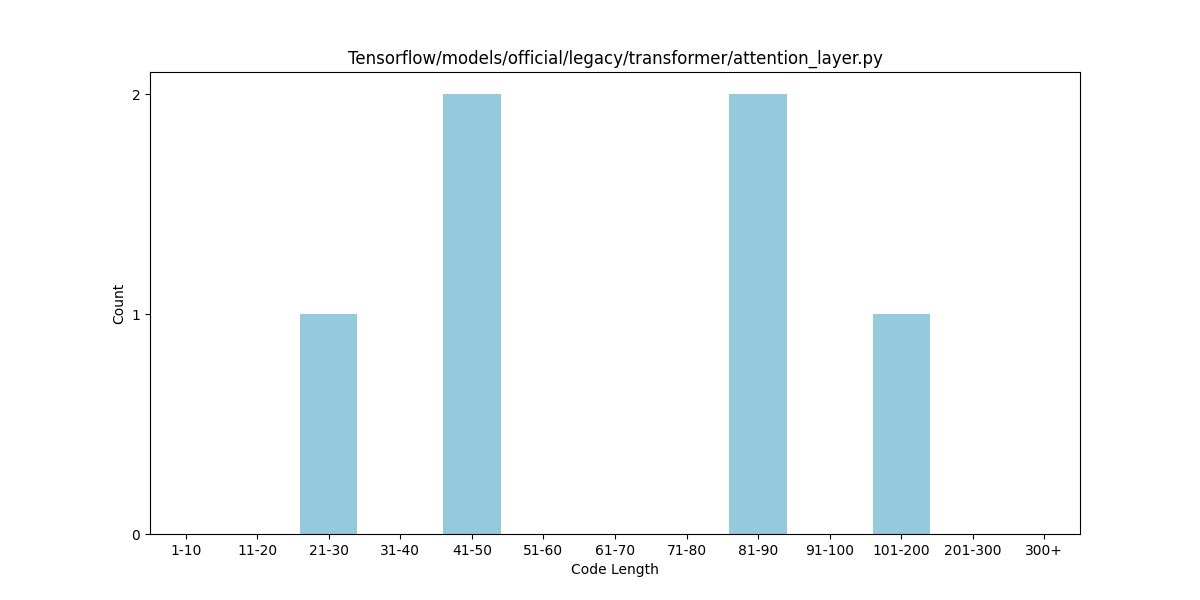 Tensorflow/models/official/legacy/transformer/attention_layer.py
2
1
0
Count
1-10 11-20 21-30 31-40 41-50 51-60 61-70 71-80 81-90 91-100 101-200 201-300 300+
Code Length